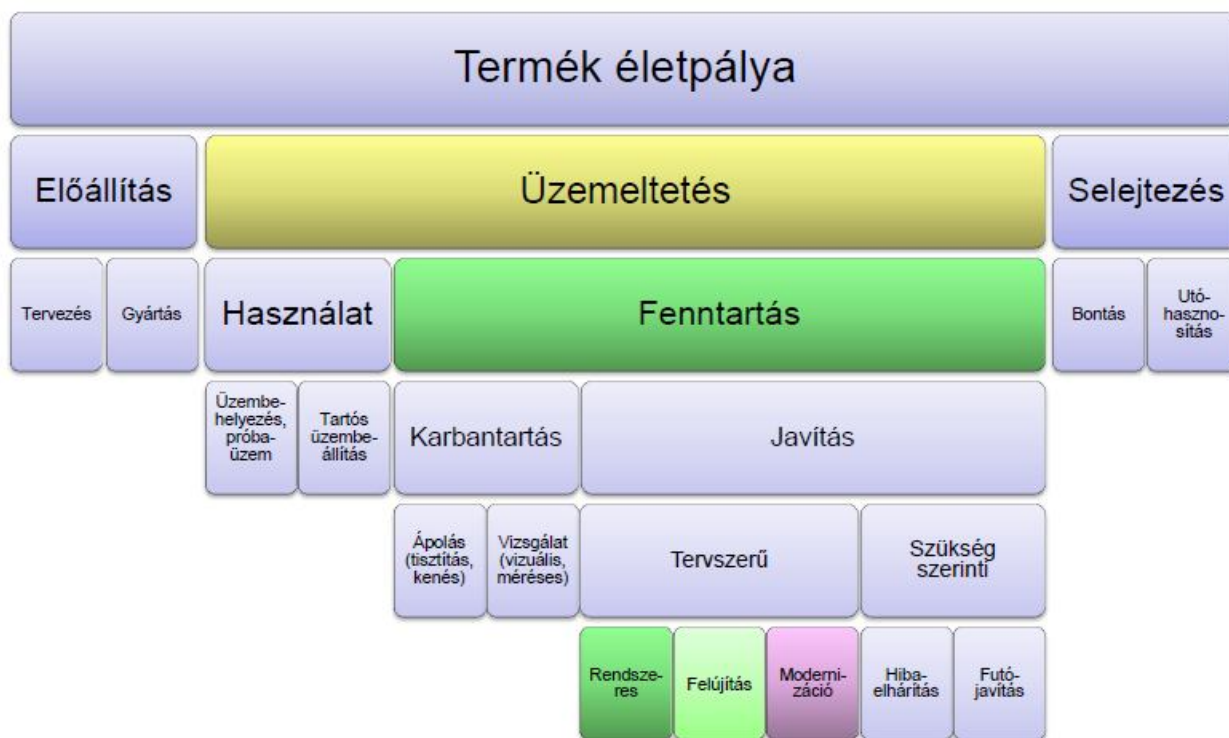 Termék életpálya
Előállítás
Üzemeltetés
Selejtezés
Tervezés
Gyártás
Használat
Fenntartás
Bontás
Utó-
haszno-
sítás
Üzembe-
helyezés,
próba-
üzem
Tartós
üzembe-
állítás
Karbantartás
Javítás
Ápolás
(tisztítás,
kenés)
Vizsgálat
(vizuális,
méréses)
Tervszerű
Szükség
szerinti
Rendsze-
res
Felújítás
Moderni-
záció
Hiba-
elhárítás
Futó-
javítás